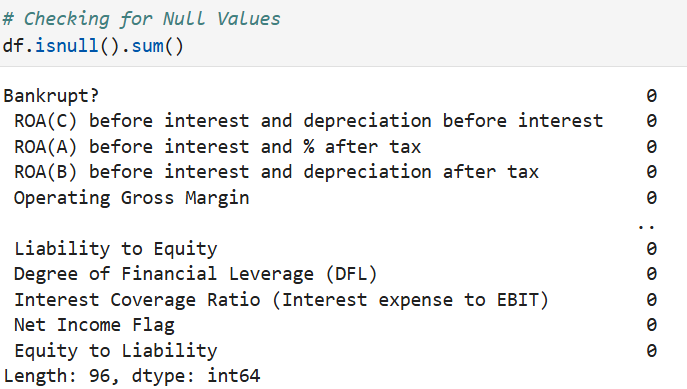 # Checking for Null Values
df.isnull().sum()
Bankrupt? 0
ROA(C) before interest and depreciation before interest 0
ROA(A) before interest and % after tax 0
ROA(B) before interest and depreciation after tax 0
Operating Gross Margin 0
..
Liability to Equity 0
Degree of Financial Leverage (DFL) 0
Interest Coverage Ratio (Interest expense to EBIT) 0
Net Income Flag 0
Equity to Liability 0
Length: 96, dtype: int64